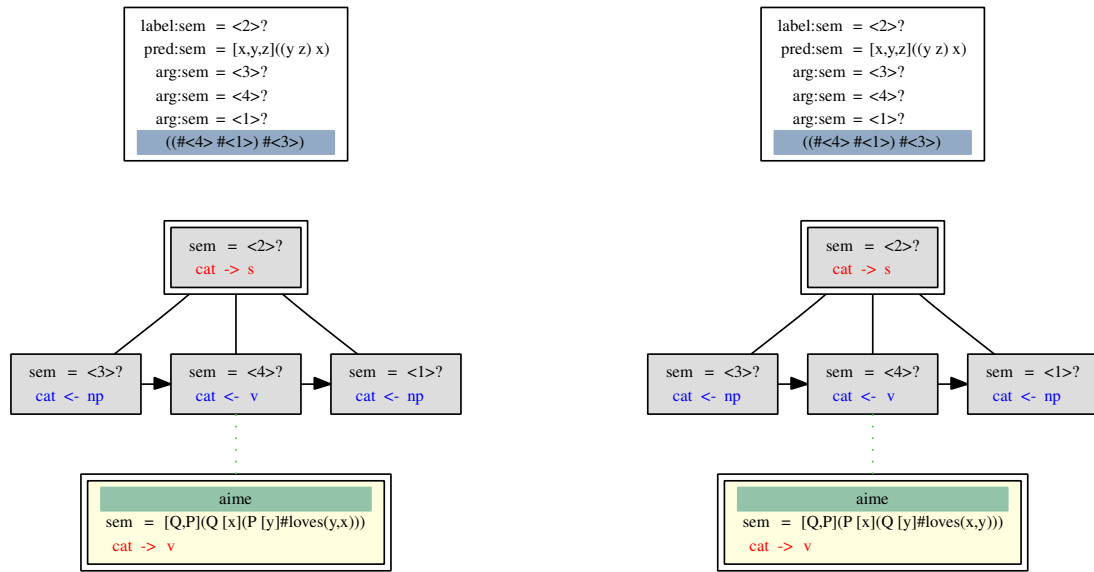 label:sem = <2>?
pred:sem = [x,y,z]((y z) x)
arg:sem = <3>?
arg:sem = <4>?
arg:sem = <1>?
((#<4> #<1>) #<3>)
sem = <2>?
cat -> s
sem = <3>?
cat <- np
sem = <4>?
cat <- v
sem = <1>?
cat <- np
aime
sem = [Q,P](Q [x](P [y]#loves(y,x)))
cat -> v
label:sem = <2>?
pred:sem = [x,y,z]((y z) x)
arg:sem = <3>?
arg:sem = <4>?
arg:sem = <1>?
((#<4> #<1>) #<3>)
sem = <2>?
cat -> s
sem = <3>?
cat <- np
sem = <4>?
cat <- v
sem = <1>?
cat <- np
aime
sem = [Q,P](P [x](Q [y]#loves(x,y)))
cat -> v